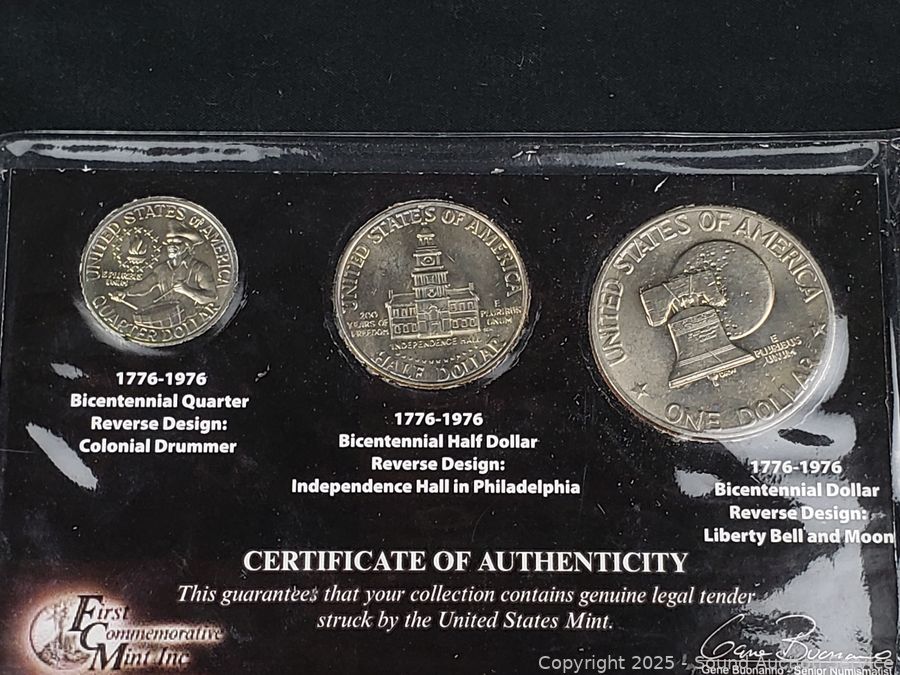 UNITED STATES of AMERICA
E PLURIBUS
UNUM
QUARTER DOLLAR
1776-1976
Bicentennial Quarter
Reverse Design:
Colonial Drummer
UNITED STATES OF AMERICA
200
YEARS OF
FREEDOM
E
PLURIBUS
UNUM
INDEPENDENCE HALL
HALF DOLLAR
1776-1976
Bicentennial Half Dollar
Reverse Design:
Independence Hall in Philadelphia
UNITED STATES OF AMERICA
E
PLURIBUS
UNUM
ONE DOLLAR
1776-1976
Bicentennial Dollar
Reverse Design:
Liberty Bell and Moon
CERTIFICATE OF AUTHENTICITY
This guarantees that your collection contains genuine legal tender
struck by the United States Mint.
First
Commemorative
Mint, Inc
Gene Buonanno
Gene Buonanno - Senior Numismatist
Copyright 2025 - Sound Auction Service